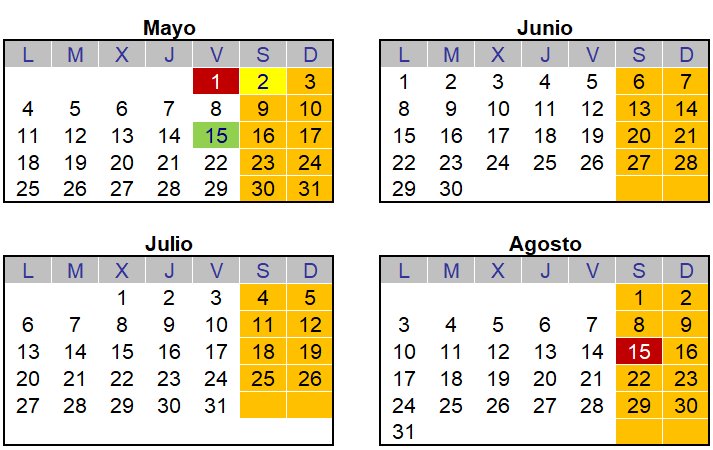 Mayo
L M X J V S D
1 2 3
4 5 6 7 8 9 10
11 12 13 14 15 16 17
18 19 20 21 22 23 24
25 26 27 28 29 30 31
Junio
L M X J V S D
1 2 3 4 5 6 7
8 9 10 11 12 13 14
15 16 17 18 19 20 21
22 23 24 25 26 27 28
29 30
Julio
L M X J V S D
1 2 3 4 5
6 7 8 9 10 11 12
13 14 15 16 17 18 19
20 21 22 23 24 25 26
27 28 29 30 31
Agosto
L M X J V S D
1 2
3 4 5 6 7 8 9
10 11 12 13 14 15 16
17 18 19 20 21 22 23
24 25 26 27 28 29 30
31